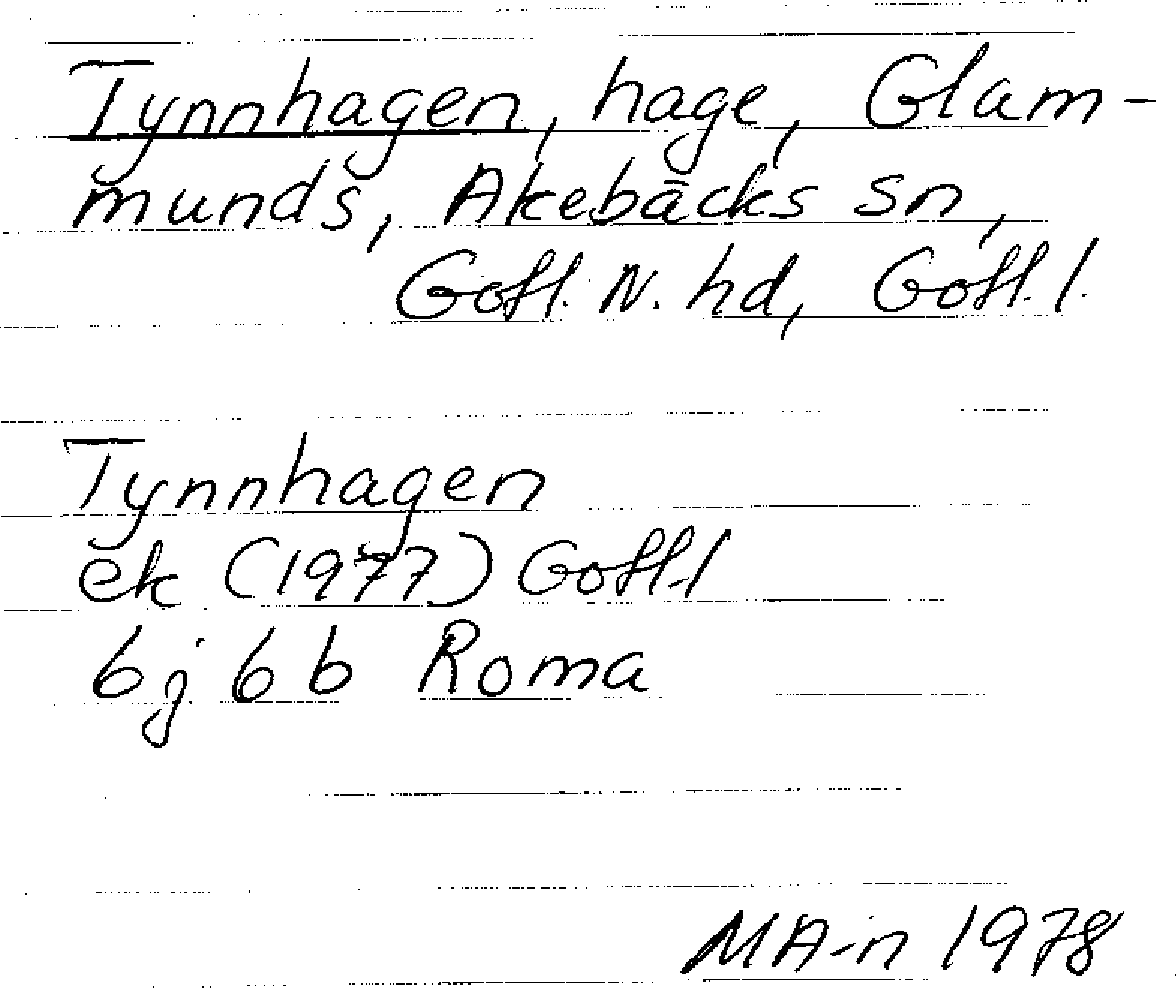 Tynnhagen, hage, Glam-
munds, Akebäcks sn,
Gotl. N. hd, Gotl. l.
Tynnhagen
ek (1977) Gotl. l
6j 6b Roma
MA-n 1978